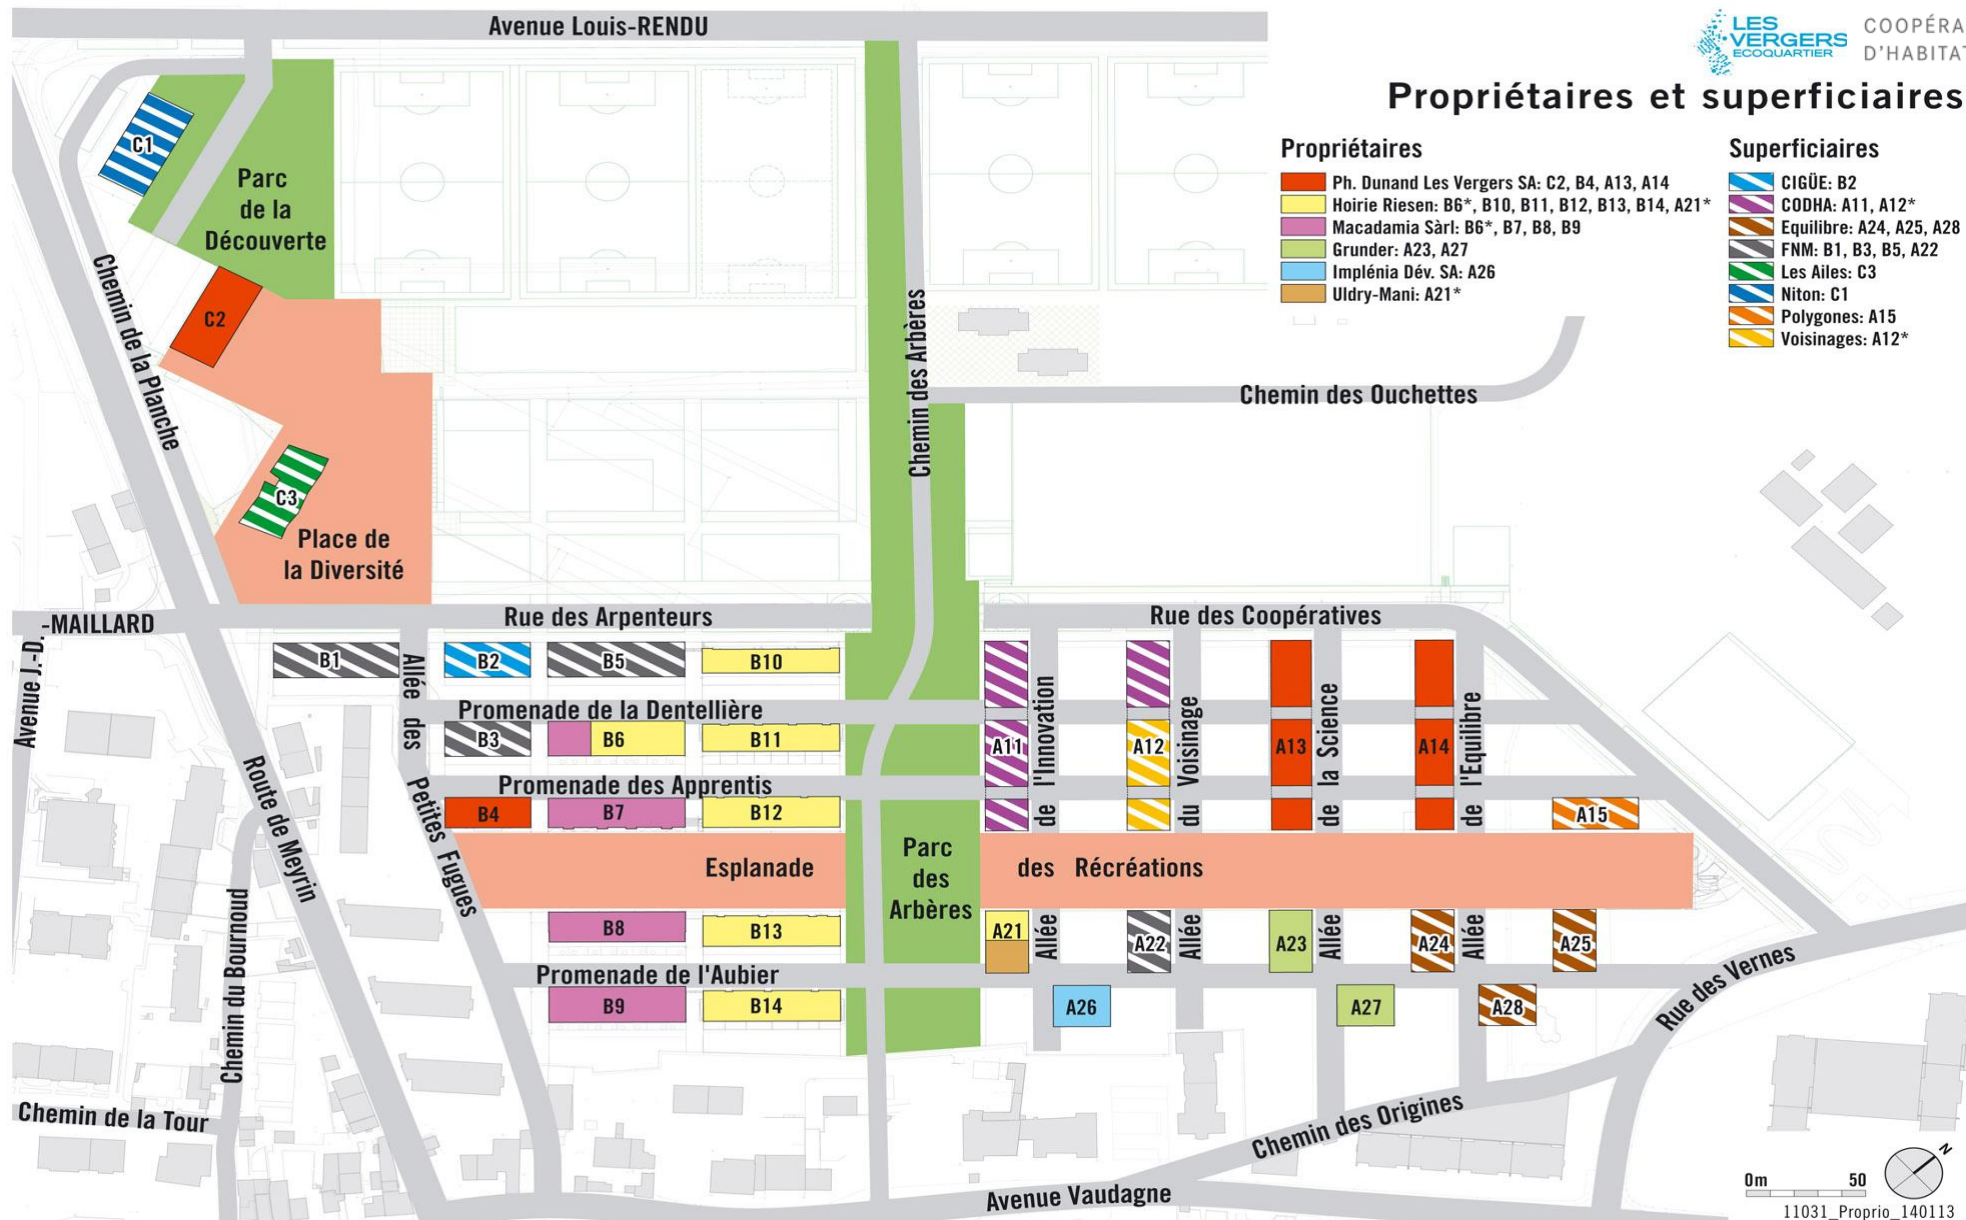 Avenue Louis-RENDU
LES
VERGERS
ECOQUARTIER
COOPÉRA
D'HABITAT
Propriétaires et superficiaires
Propriétaires
Ph. Dunand Les Vergers SA: C2, B4, A13, A14
Hoirie Riesen: B6*, B10, B11, B12, B13, B14, A21*
Macadamia Sàrl: B6*, B7, B8, B9
Grunder: A23, A27
Implénia Dév. SA: A26
Uldry-Mani: A21*
Superficiaires
CIGÜE: B2
CODHA: A11, A12*
Equilibre: A24, A25, A28
FNM: B1, B3, B5, A22
Les Ailes: C3
Niton: C1
Polygones: A15
Voisinages: A12*
C1
Parc
de la
Découverte
Chemin de la Planche
C2
Chemin des Arbères
Chemin des Ouchettes
C3
Place de
la Diversité
Avenue J.-D.
-MAILLARD
Rue des Arpenteurs
Rue des Coopératives
B1
Allée des Petites Fugues
B2
B5
B10
Promenade de la Dentellière
B3
B6
B11
A11
Allée de l'Innovation
A12
Allée du Voisinage
A13
Allée de la Science
A14
Allée de l'Equilibre
Promenade des Apprentis
B4
B7
B12
A15
Route de Meyrin
Esplanade
Parc
des
Arbères
des Récréations
B8
B13
A21
A22
A23
A24
A25
Promenade de l'Aubier
B9
B14
A26
A27
A28
Rue des Vernes
Chemin du Bournoud
Chemin de la Tour
Chemin des Origines
Avenue Vaudagne
0m 50
N
11031_Proprio_140113